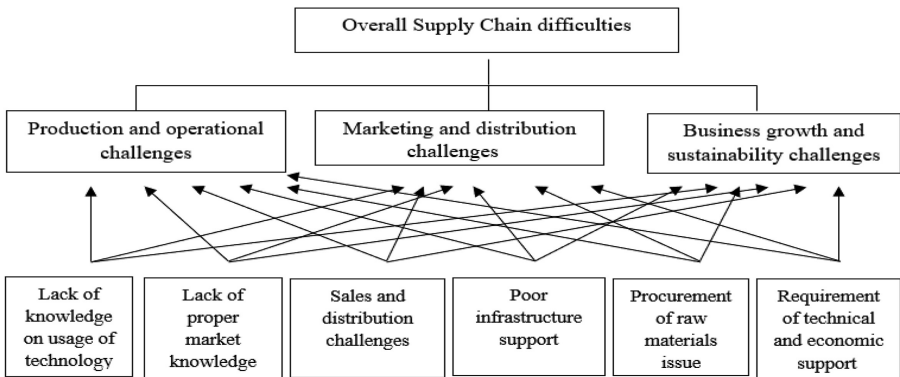 Overall Supply Chain difficulties
Production and operational
challenges
Marketing and distribution
challenges
Business growth and
sustainability challenges
Lack of
knowledge
on usage of
technology
Lack of
proper
market
knowledge
Sales and
distribution
challenges
Poor
infrastructure
support
Procurement
of raw
materials
issue
Requirement
of technical
and economic
support